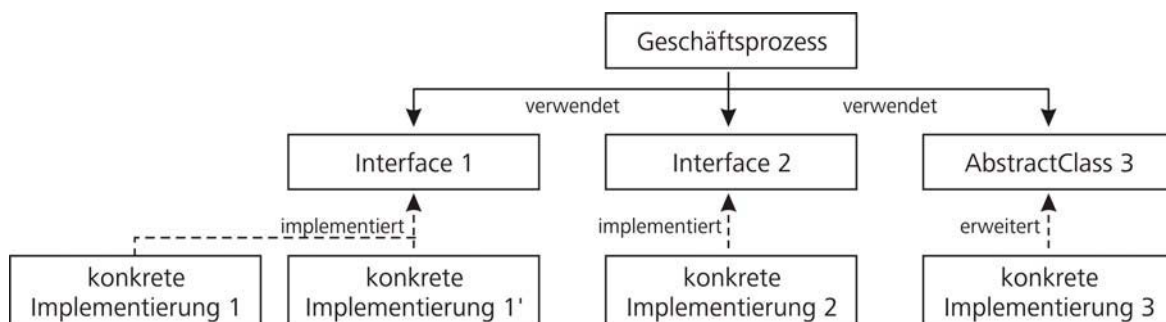 Geschäftsprozess
verwendet
verwendet
Interface 1
Interface 2
AbstractClass 3
implementiert
implementiert
erweitert
konkrete
Implementierung 1
konkrete
Implementierung 1'
konkrete
Implementierung 2
konkrete
Implementierung 3